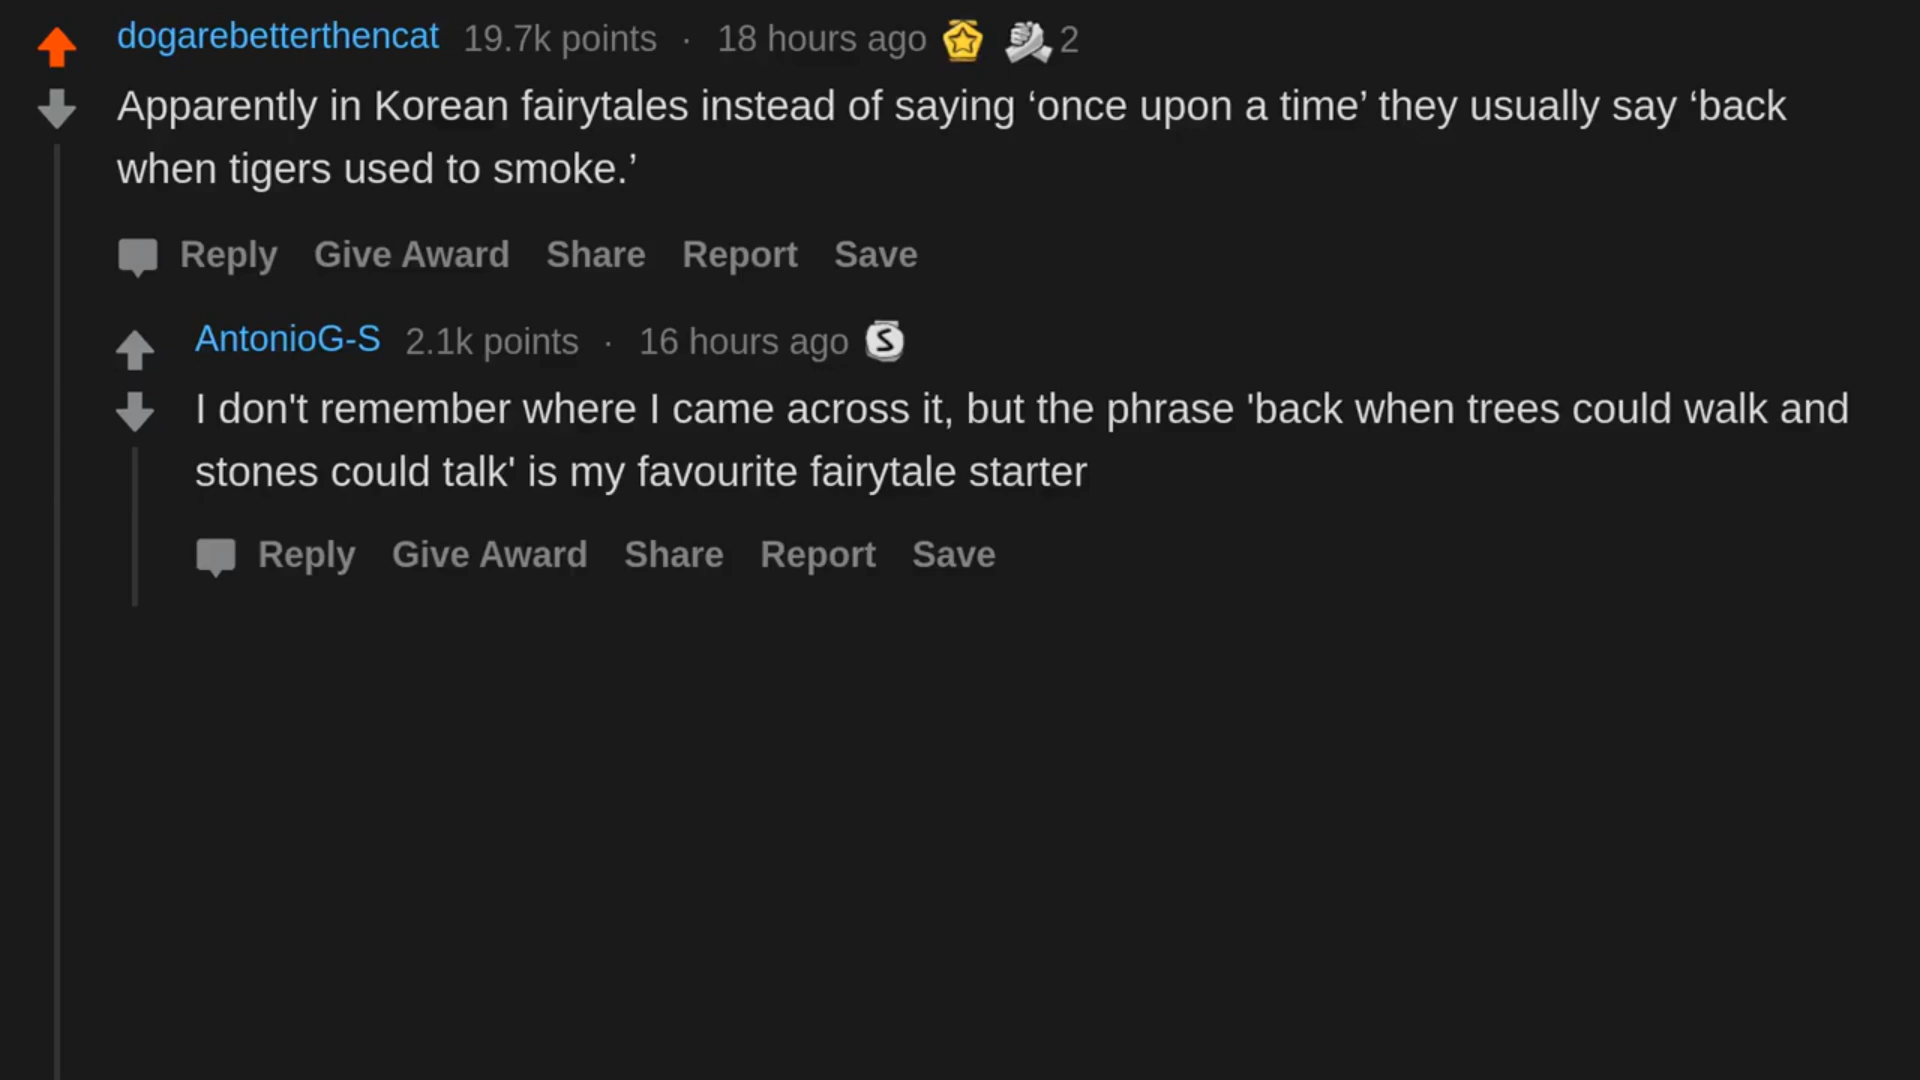 dogarebetterthencat 19.7k points · 18 hours ago 2
Apparently in Korean fairytales instead of saying ‘once upon a time’ they usually say ‘back
when tigers used to smoke.’
Reply Give Award Share Report Save
AntonioG-S 2.1k points · 16 hours ago S
I don't remember where I came across it, but the phrase 'back when trees could walk and
stones could talk' is my favourite fairytale starter
Reply Give Award Share Report Save